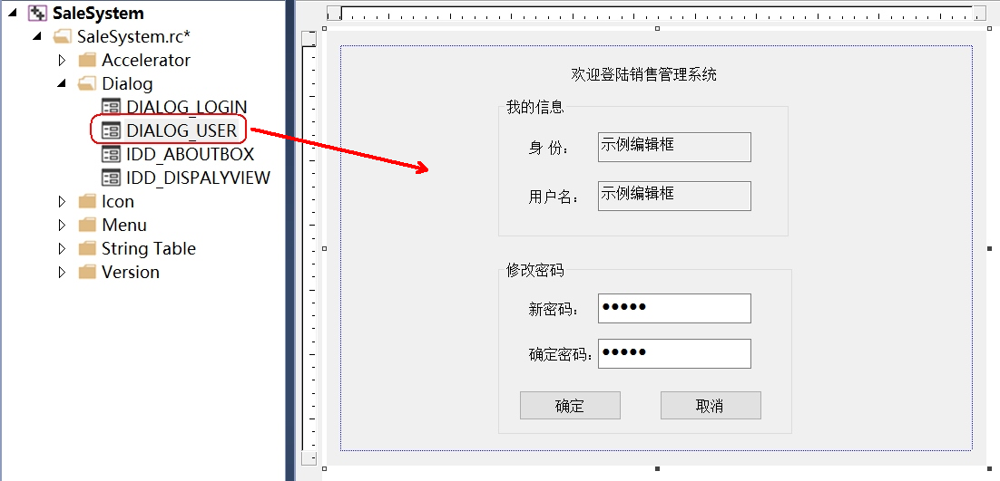 SaleSystem
SaleSystem.rc*
Accelerator
Dialog
DIALOG_LOGIN
DIALOG_USER
IDD_ABOUTBOX
IDD_DISPALYVIEW
Icon
Menu
String Table
Version
欢迎登陆销售管理系统
我的信息
身 份： 示例编辑框
用户名： 示例编辑框
修改密码
新密码： ●●●●●
确定密码： ●●●●●
确定 取消